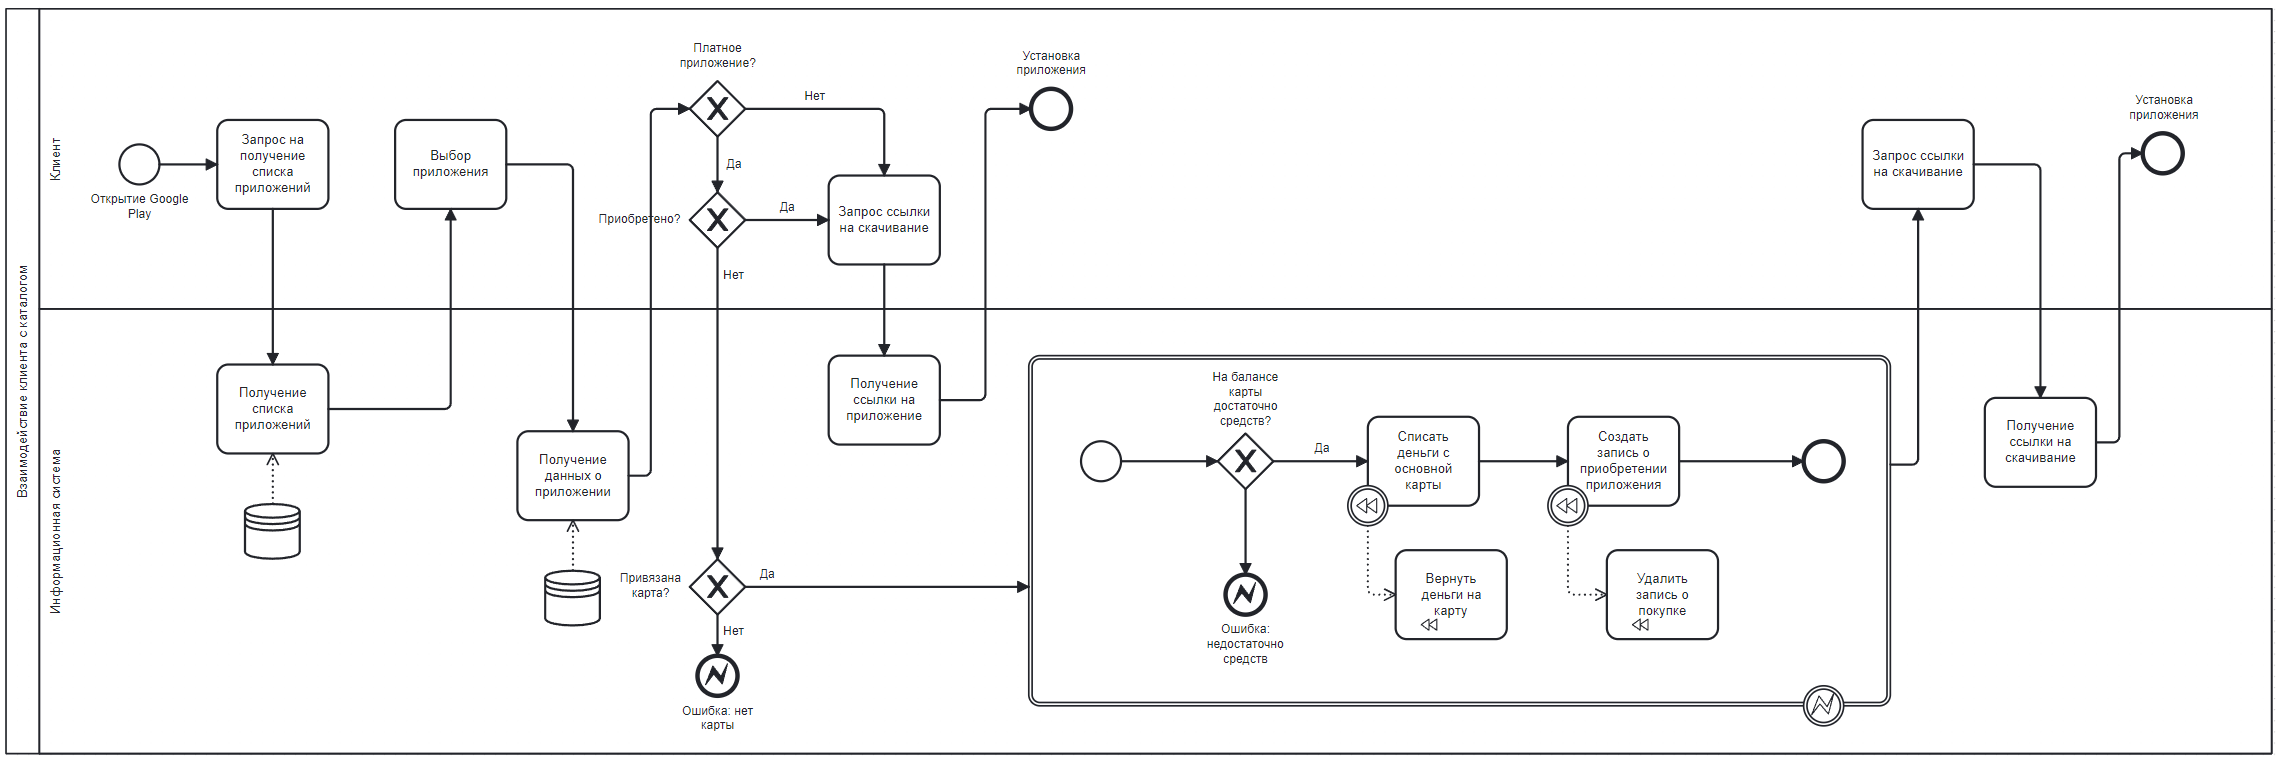 Взаимодействие клиента с каталогом
Клиент
Открытие Google
Play
Запрос на
получение
списка
приложений
Выбор
приложения
Платное
приложение?
Нет
Да
Приобретено?
Да
Нет
Запрос ссылки
на скачивание
Установка
приложения
Запрос ссылки
на скачивание
Установка
приложения
Информационная система
Получение
списка
приложений
Получение
данных о
приложении
Привязана
карта?
Да
Нет
Ошибка: нет
карты
Получение
ссылки на
приложение
На балансе
карты
достаточно
средств?
Да
Ошибка:
недостаточно
средств
Списать
деньги с
основной
карты
Создать
запись о
приобретении
приложения
Вернуть
деньги на
карту
Удалить
запись о
покупке
Получение
ссылки на
скачивание